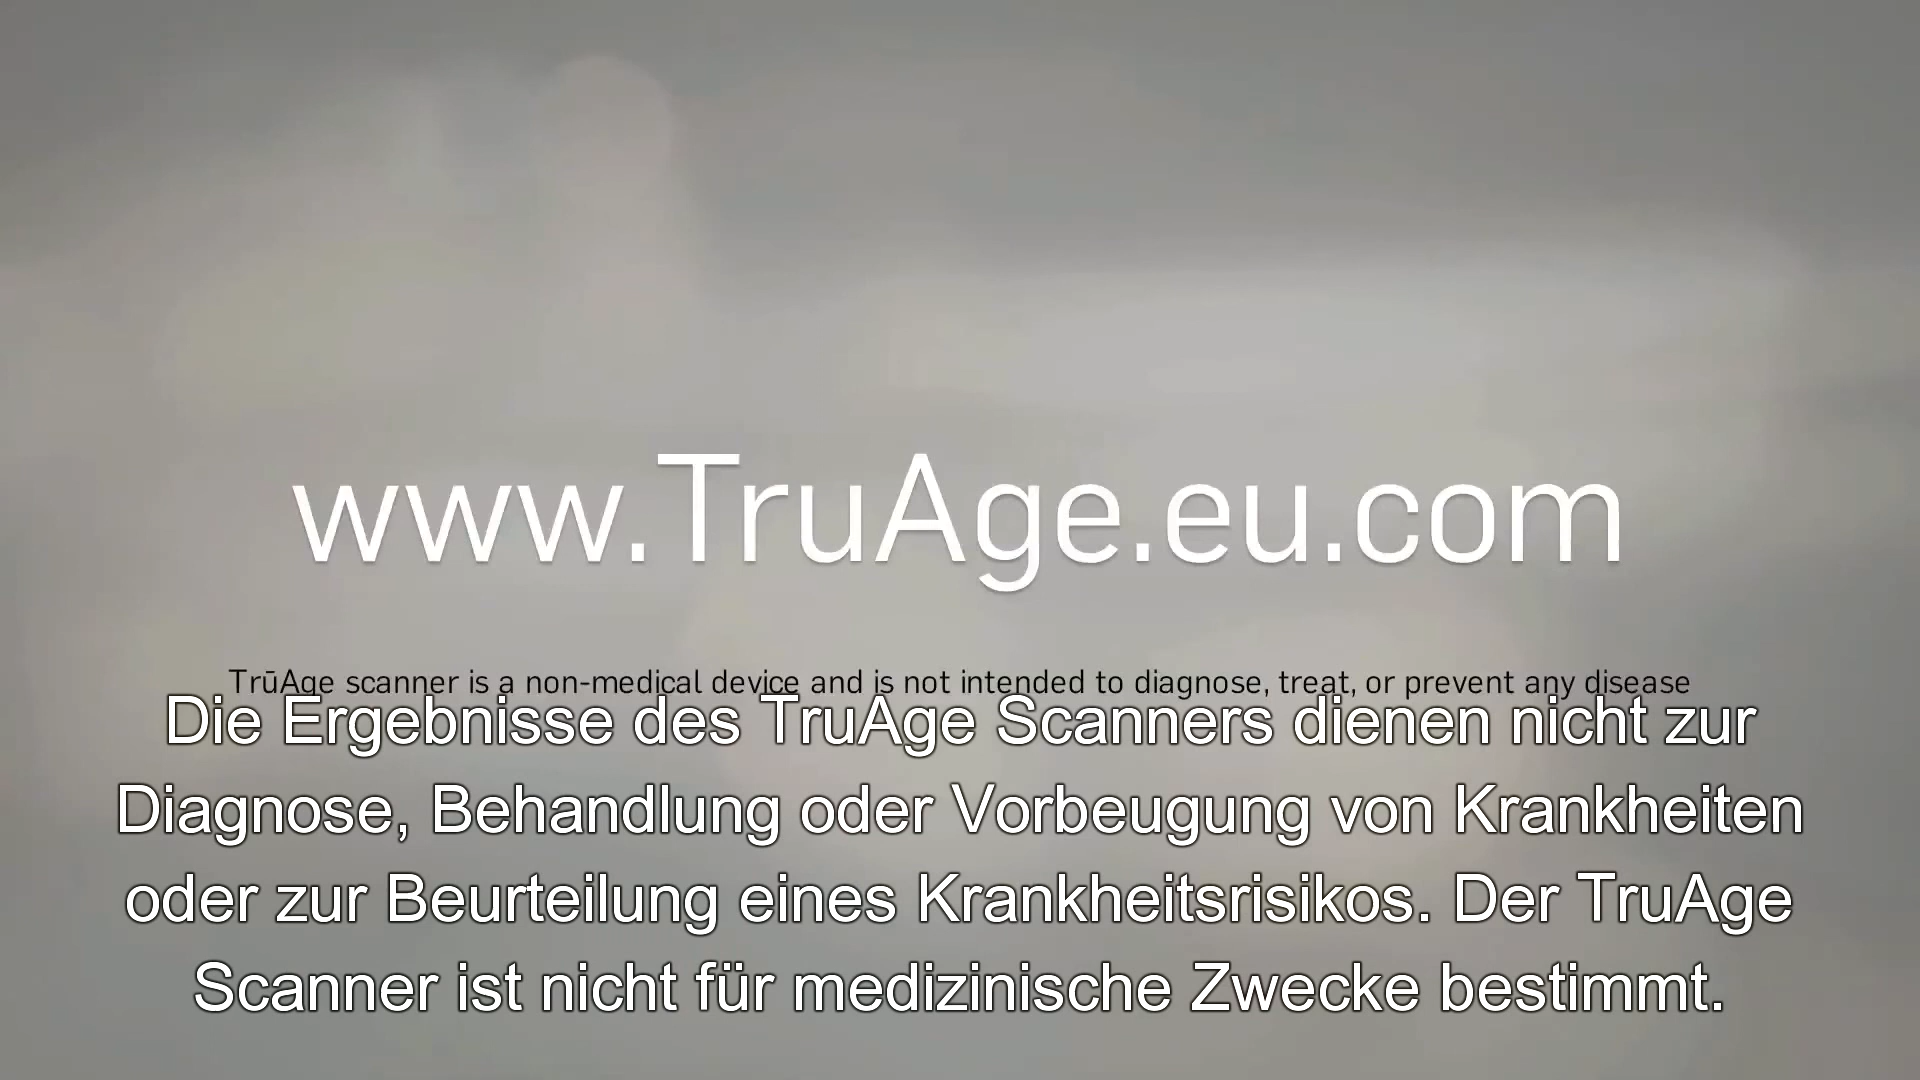 www.TruAge.eu.com
TrūAge scanner is a non-medical device and is not intended to diagnose, treat, or prevent any disease
Die Ergebnisse des TruAge Scanners dienen nicht zur
Diagnose, Behandlung oder Vorbeugung von Krankheiten
oder zur Beurteilung eines Krankheitsrisikos. Der TruAge
Scanner ist nicht für medizinische Zwecke bestimmt.